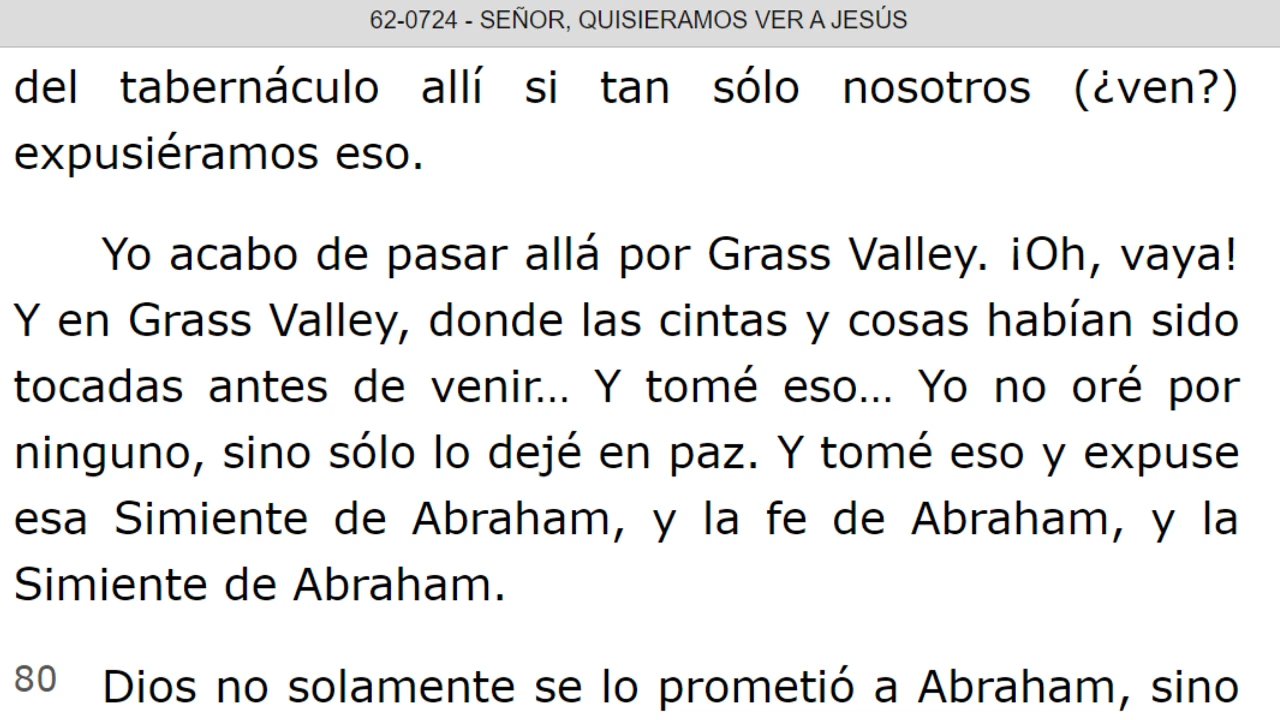 62-0724 - SEÑOR, QUISIERAMOS VER A JESÚS
del tabernáculo allí si tan sólo nosotros (¿ven?)
expusiéramos eso.
Yo acabo de pasar allá por Grass Valley. ¡Oh, vaya!
Y en Grass Valley, donde las cintas y cosas habían sido
tocadas antes de venir... Y tomé eso... Yo no oré por
ninguno, sino sólo lo dejé en paz. Y tomé eso y expuse
esa Simiente de Abraham, y la fe de Abraham, y la
Simiente de Abraham.
80 Dios no solamente se lo prometió a Abraham, sino